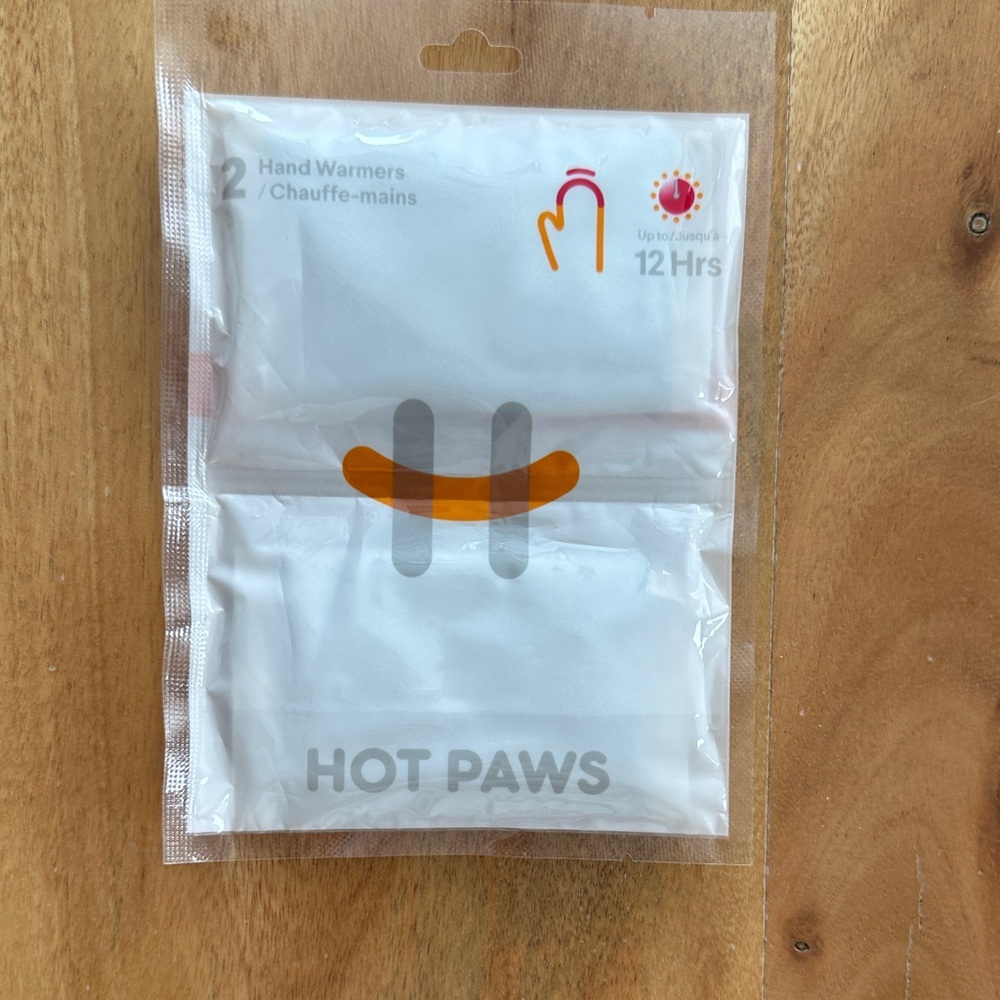 2 Hand Warmers
/ Chauffe-mains
Up to / Jusqu'à
12 Hrs
H
HOT PAWS